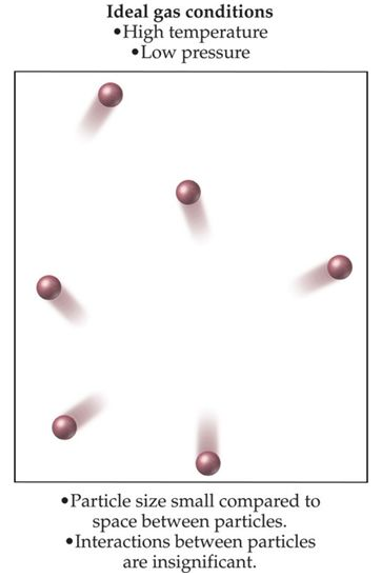 Ideal gas conditions
•High temperature
•Low pressure
•Particle size small compared to
space between particles.
•Interactions between particles
are insignificant.